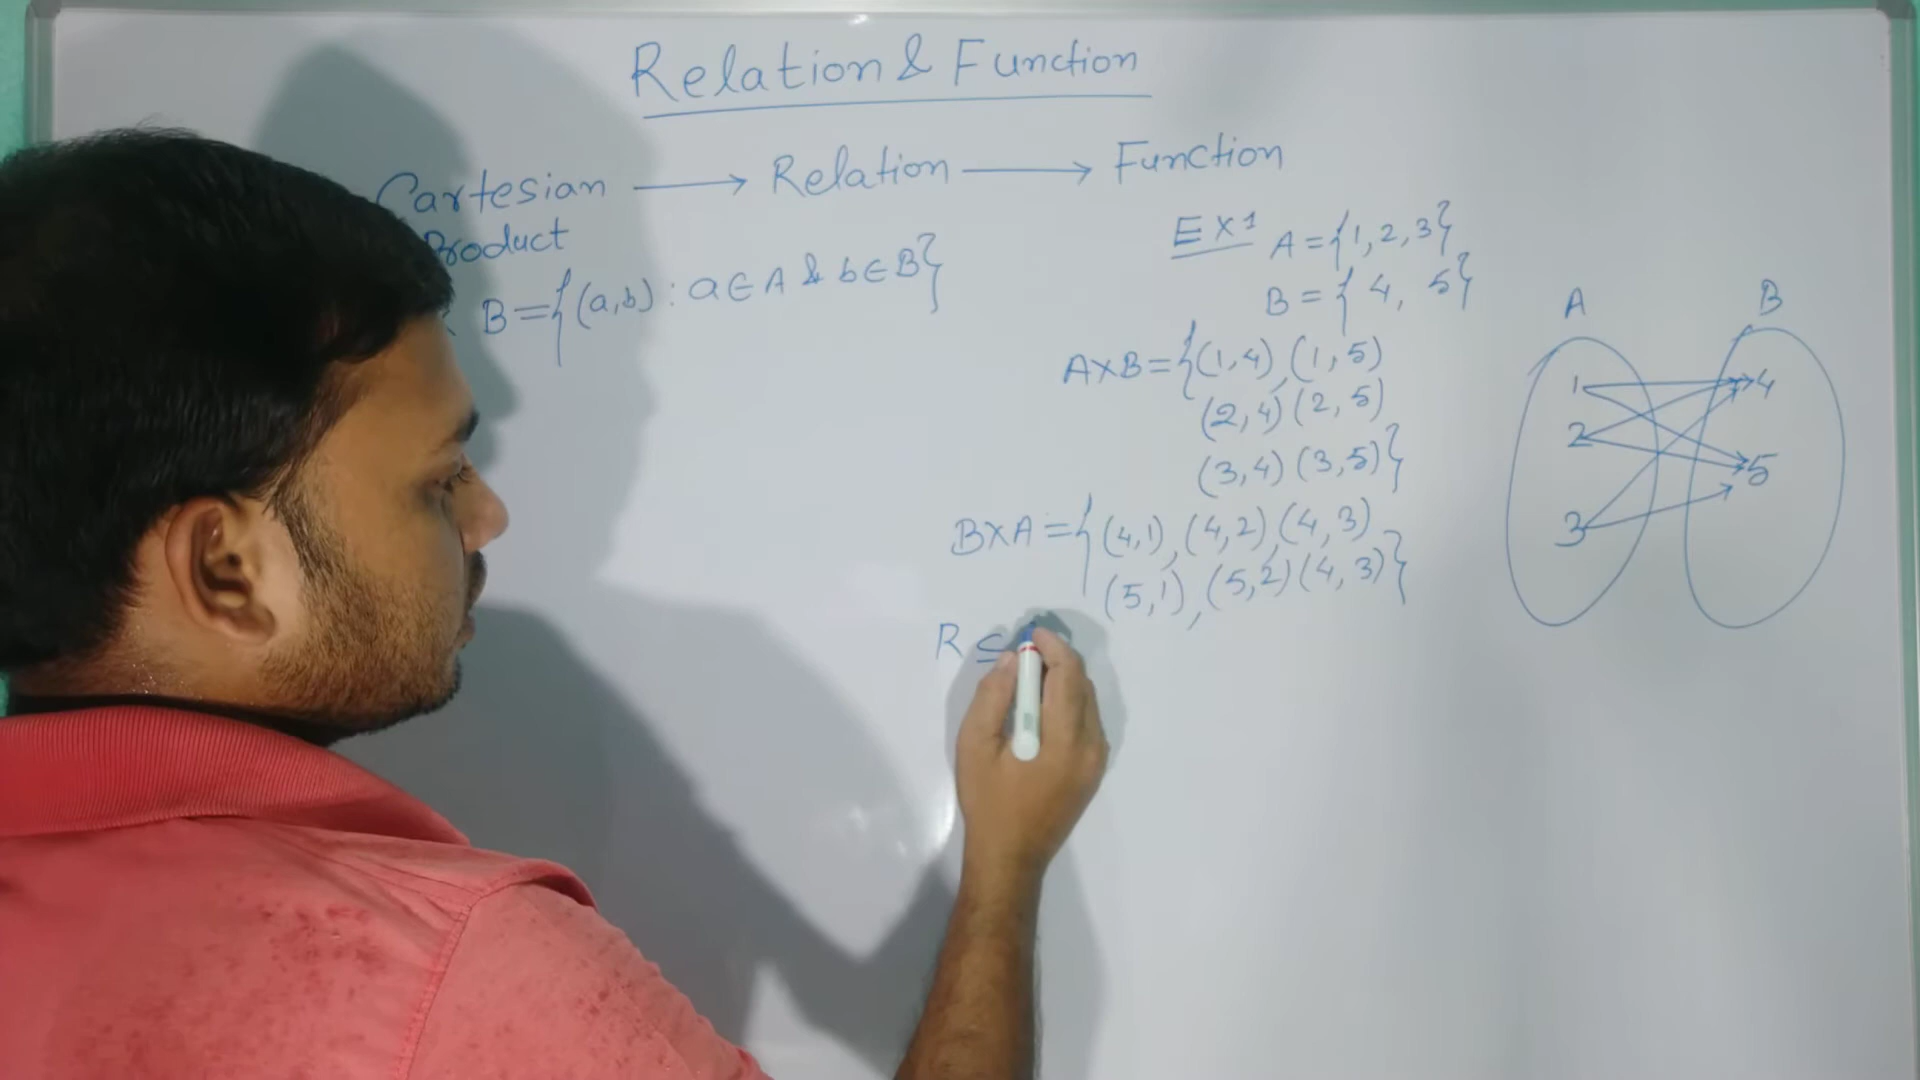 Relation & Function
Cartesian → Relation → Function
Product
B={(a,b) : a∈A & b∈B}
Ex1 A={1,2,3}
B={4, 5}
A×B={(1,4),(1,5)
(2,4)(2,5)
(3,4)(3,5)}
B×A={(4,1),(4,2),(4,3)
(5,1),(5,2)(4,3)}
R ⊆
A B
1 4
2 5
3